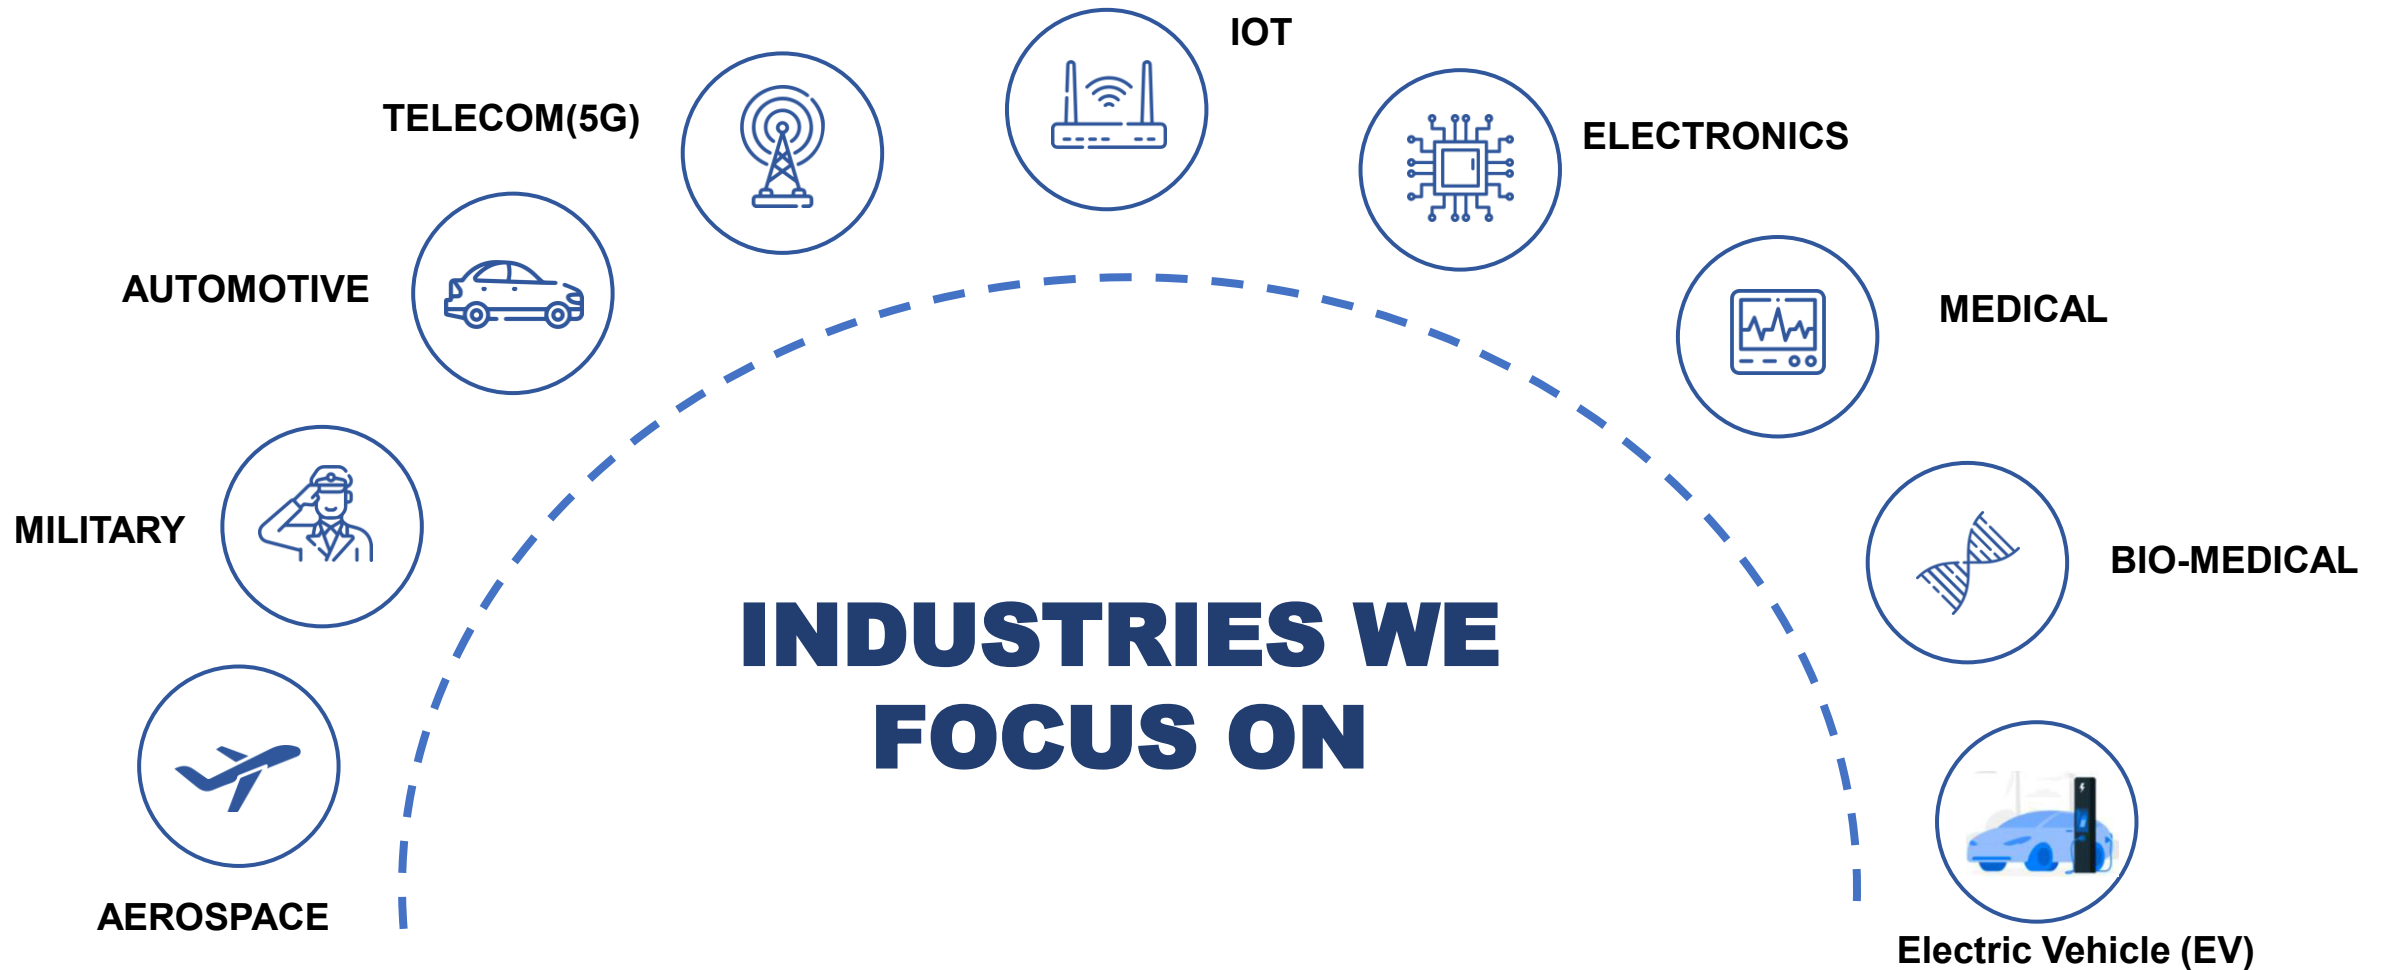 IOT
TELECOM(5G)
ELECTRONICS
AUTOMOTIVE
MEDICAL
MILITARY
BIO-MEDICAL
INDUSTRIES WE
FOCUS ON
AEROSPACE
Electric Vehicle (EV)